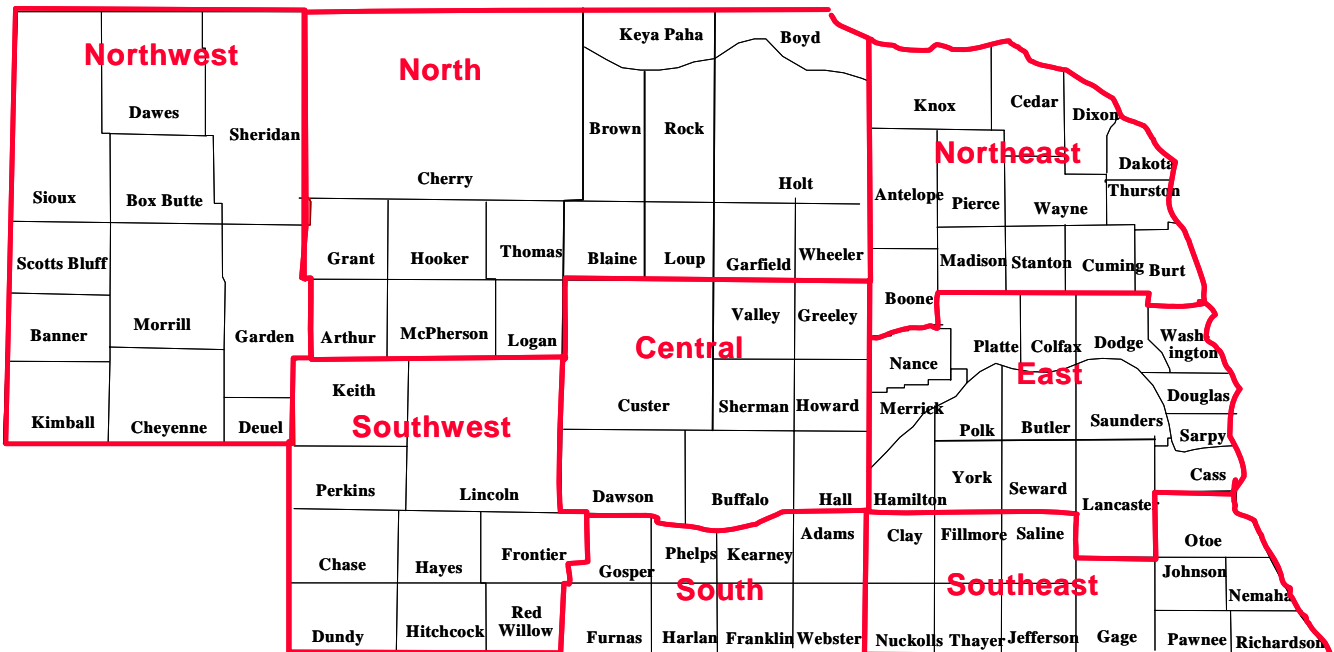 Northwest
North
Keya Paha
Boyd
Dawes
Sheridan
Brown
Rock
Knox
Cedar
Dixon
Northeast
Dakota
Sioux
Box Butte
Cherry
Holt
Antelope
Pierce
Wayne
Thurston
Scotts Bluff
Grant
Hooker
Thomas
Blaine
Loup
Garfield
Wheeler
Madison
Stanton
Cuming
Burt
Boone
Banner
Morrill
Garden
Arthur
McPherson
Logan
Central
Valley
Greeley
Nance
Platte
Colfax
Dodge
Wash
ington
East
Keith
Kimball
Cheyenne
Deuel
Southwest
Custer
Sherman
Howard
Merrick
Polk
Butler
Saunders
Douglas
Sarpy
Perkins
Lincoln
Dawson
Buffalo
Hall
Hamilton
York
Seward
Lancaster
Cass
Chase
Hayes
Frontier
Gosper
Phelps
Kearney
Adams
Clay
Fillmore
Saline
Otoe
South
Southeast
Johnson
Nemaha
Dundy
Hitchcock
Red
Willow
Furnas
Harlan
Franklin
Webster
Nuckolls
Thayer
Jefferson
Gage
Pawnee
Richardson